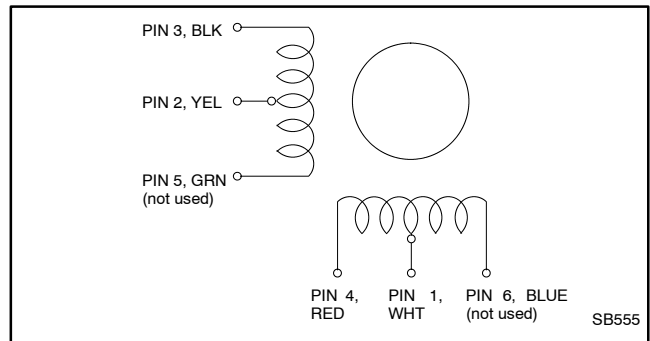 PIN 3, BLK
PIN 2, YEL
PIN 5, GRN
(not used)
PIN 4,
RED
PIN 1,
WHT
PIN 6, BLUE
(not used)
SB555